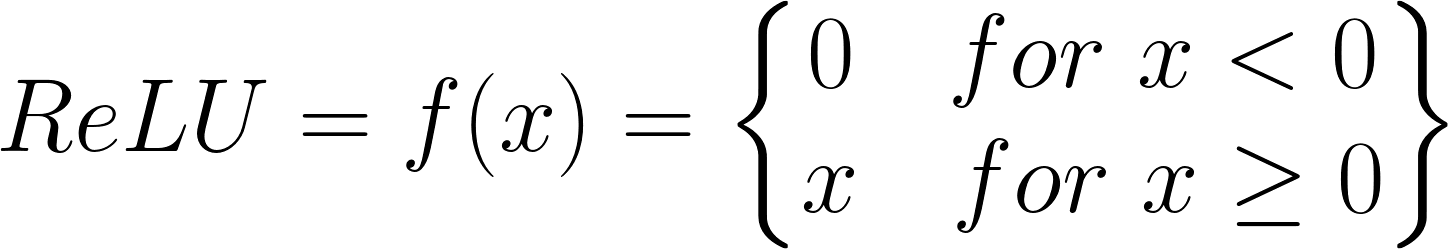 ReLU = f(x) = { 0 for x < 0
x for x ≥ 0 }